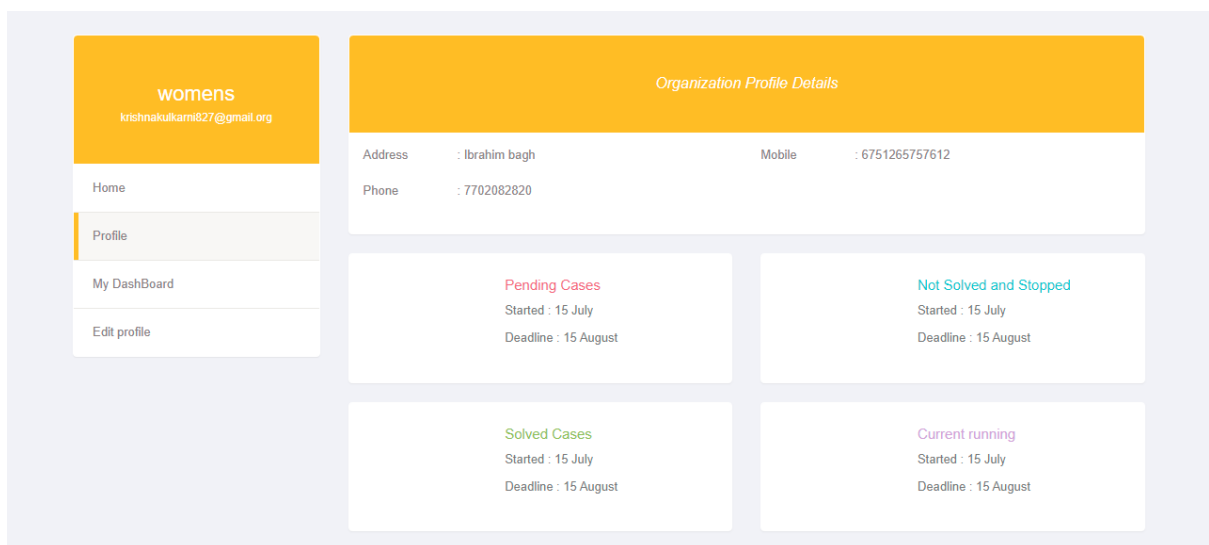 womens
krishnakulkarni827@gmail.org
Home
Profile
My DashBoard
Edit profile
Organization Profile Details
Address : Ibrahim bagh Mobile : 6751265757612
Phone : 7702082820
Pending Cases
Started : 15 July
Deadline : 15 August
Not Solved and Stopped
Started : 15 July
Deadline : 15 August
Solved Cases
Started : 15 July
Deadline : 15 August
Current running
Started : 15 July
Deadline : 15 August